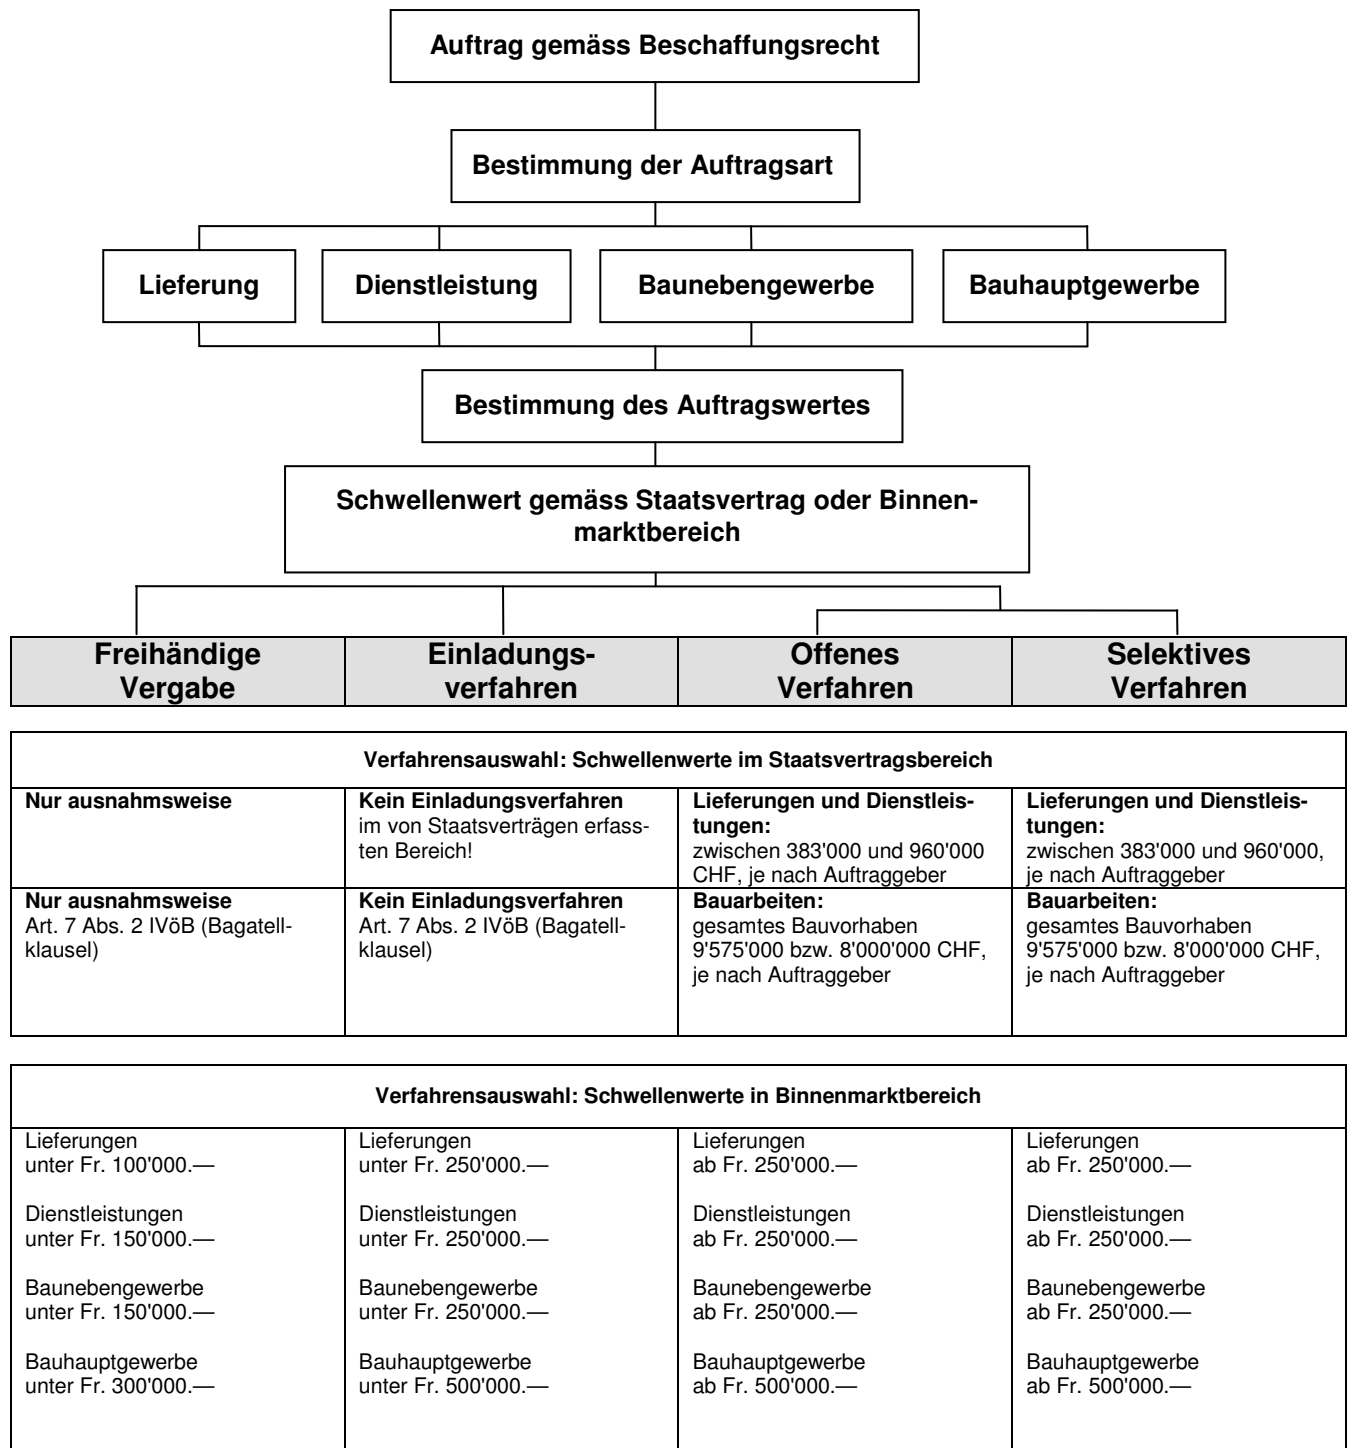 Auftrag gemäss Beschaffungsrecht
Bestimmung der Auftragsart
Lieferung
Dienstleistung
Baunebengewerbe
Bauhauptgewerbe
Bestimmung des Auftragswertes
Schwellenwert gemäss Staatsvertrag oder Binnen-
marktbereich
Freihändige
Vergabe
Einladungs-
verfahren
Offenes
Verfahren
Selektives
Verfahren
Verfahrensauswahl: Schwellenwerte im Staatsvertragsbereich
Nur ausnahmsweise
Kein Einladungsverfahren
im von Staatsverträgen erfass-
ten Bereich!
Lieferungen und Dienstleis-
tungen:
zwischen 383'000 und 960'000
CHF, je nach Auftraggeber
Lieferungen und Dienstleis-
tungen:
zwischen 383'000 und 960'000,
je nach Auftraggeber
Nur ausnahmsweise
Art. 7 Abs. 2 IVöB (Bagatell-
klausel)
Kein Einladungsverfahren
Art. 7 Abs. 2 IVöB (Bagatell-
klausel)
Bauarbeiten:
gesamtes Bauvorhaben
9'575'000 bzw. 8'000'000 CHF,
je nach Auftraggeber
Bauarbeiten:
gesamtes Bauvorhaben
9'575'000 bzw. 8'000'000 CHF,
je nach Auftraggeber
Verfahrensauswahl: Schwellenwerte in Binnenmarktbereich
Lieferungen
unter Fr. 100'000.—
Dienstleistungen
unter Fr. 150'000.—
Baunebengewerbe
unter Fr. 150'000.—
Bauhauptgewerbe
unter Fr. 300'000.—
Lieferungen
unter Fr. 250'000.—
Dienstleistungen
unter Fr. 250'000.—
Baunebengewerbe
unter Fr. 250'000.—
Bauhauptgewerbe
unter Fr. 500'000.—
Lieferungen
ab Fr. 250'000.—
Dienstleistungen
ab Fr. 250'000.—
Baunebengewerbe
ab Fr. 250'000.—
Bauhauptgewerbe
ab Fr. 500'000.—
Lieferungen
ab Fr. 250'000.—
Dienstleistungen
ab Fr. 250'000.—
Baunebengewerbe
ab Fr. 250'000.—
Bauhauptgewerbe
ab Fr. 500'000.—